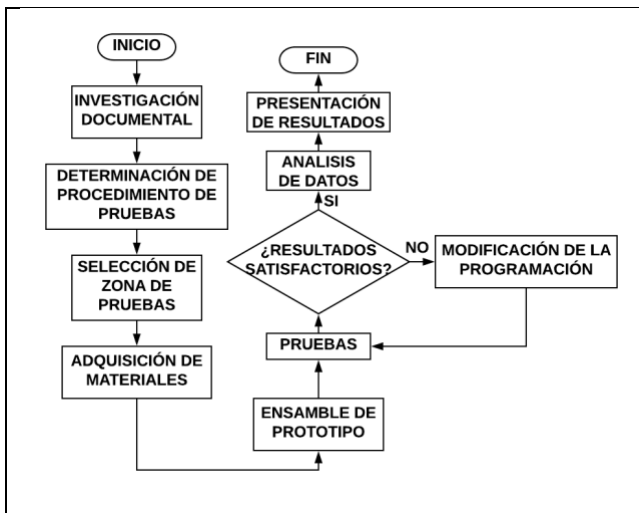 INICIO
INVESTIGACIÓN
DOCUMENTAL
DETERMINACIÓN DE
PROCEDIMIENTO DE
PRUEBAS
SELECCIÓN DE
ZONA DE
PRUEBAS
ADQUISICIÓN DE
MATERIALES
ENSAMBLE DE
PROTOTIPO
PRUEBAS
¿RESULTADOS
SATISFACTORIOS?
NO
MODIFICACIÓN DE LA
PROGRAMACIÓN
SI
ANALISIS
DE DATOS
PRESENTACIÓN
DE RESULTADOS
FIN